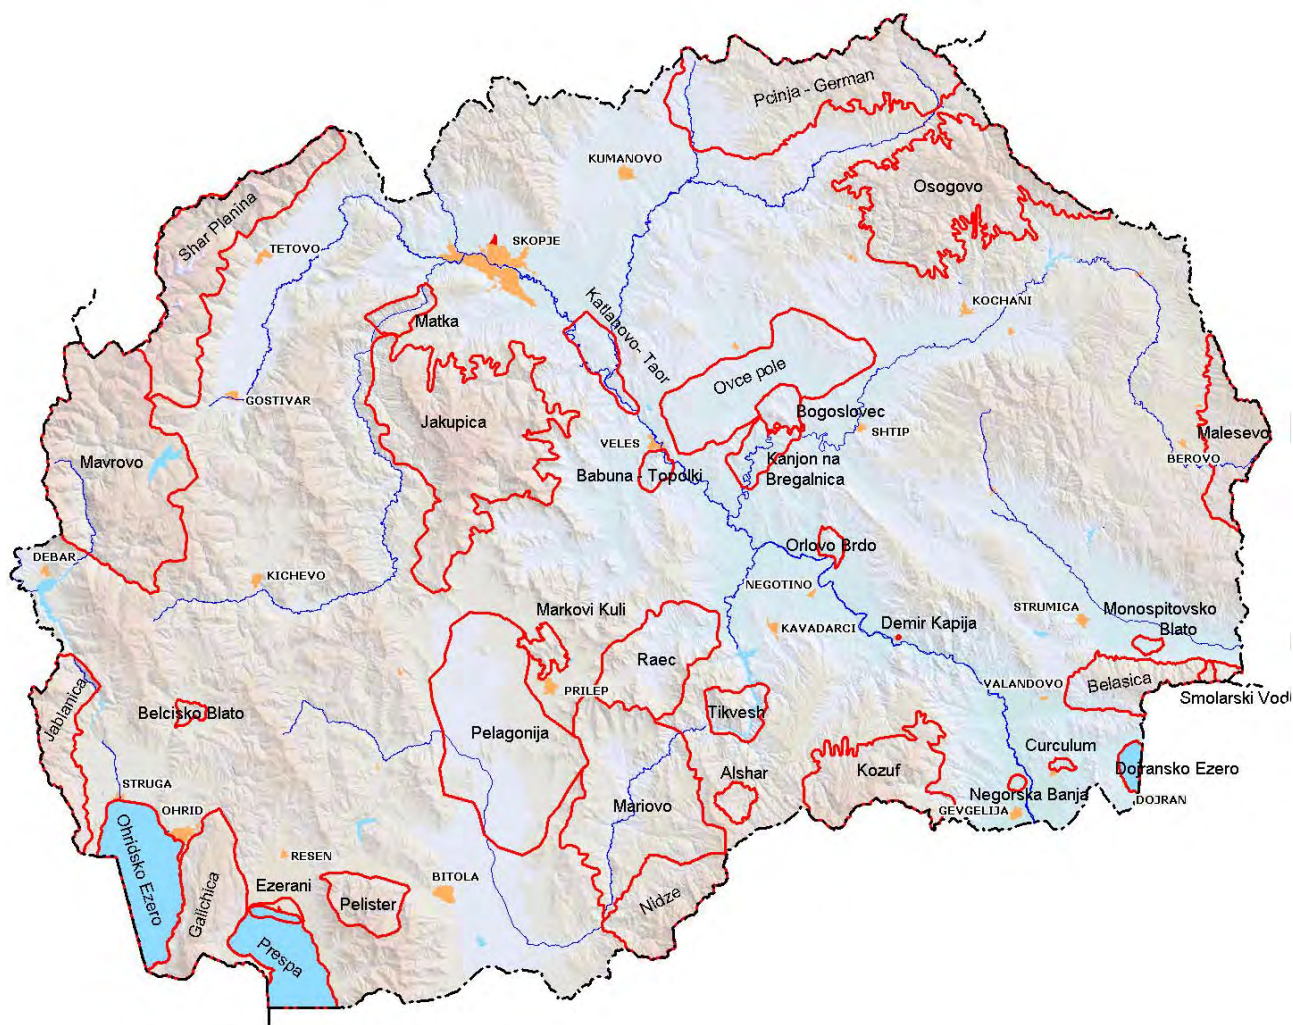 Pcinja - German
KUMANOVO
Osogovo
Shar Planina
TETOVO
SKOPJE
KOCHANI
Matka
Katlahovo- Taor
Ovce pole
GOSTIVAR
Jakupica
Bogoslovec
SHTIP
Malesevo
VELES
BEROVO
Mavrovo
Babuna - Topolki
Kanjon na
Bregalnica
DEBAR
Orlovo Brdo
KICHEVO
NEGOTINO
Markovi Kuli
STRUMICA
Monospitovsko
Blato
KAVADARCI
Demir Kapija
Raec
Jablanica
PRILEP
VALANDOVO
Belasica
Smolarski Vod
Belcisko Blato
Tikvesh
Pelagonija
Curculum
Alshar
Kozuf
Dojransko Ezero
STRUGA
Negorska Banja
DOJRAN
OHRID
Mariovo
GEVGELIJA
Ohridsko Ezero
RESEN
Galichica
Ezerani
BITOLA
Pelister
Nidze
Prespa